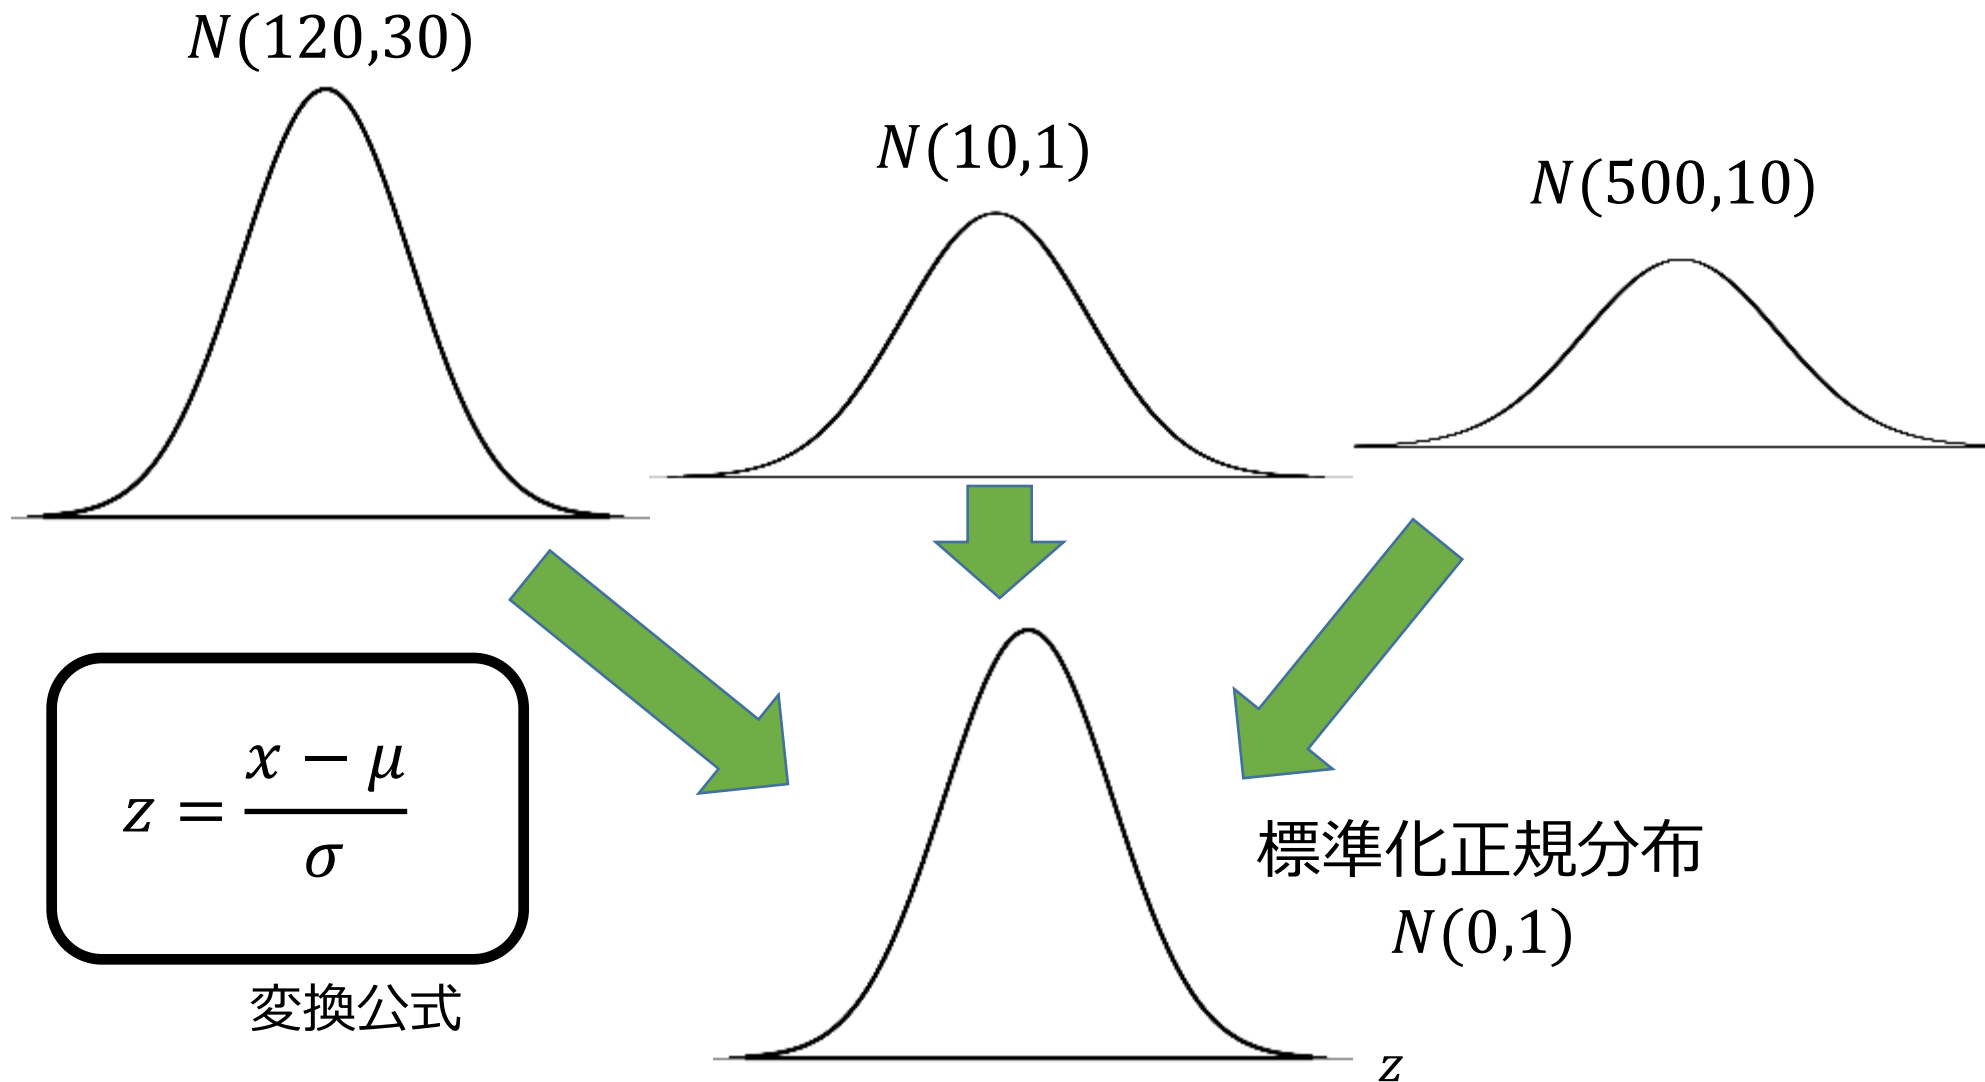 N(120,30)
N(10,1)
N(500,10)
z = (x − μ) / σ
変換公式
標準化正規分布
N(0,1)
z